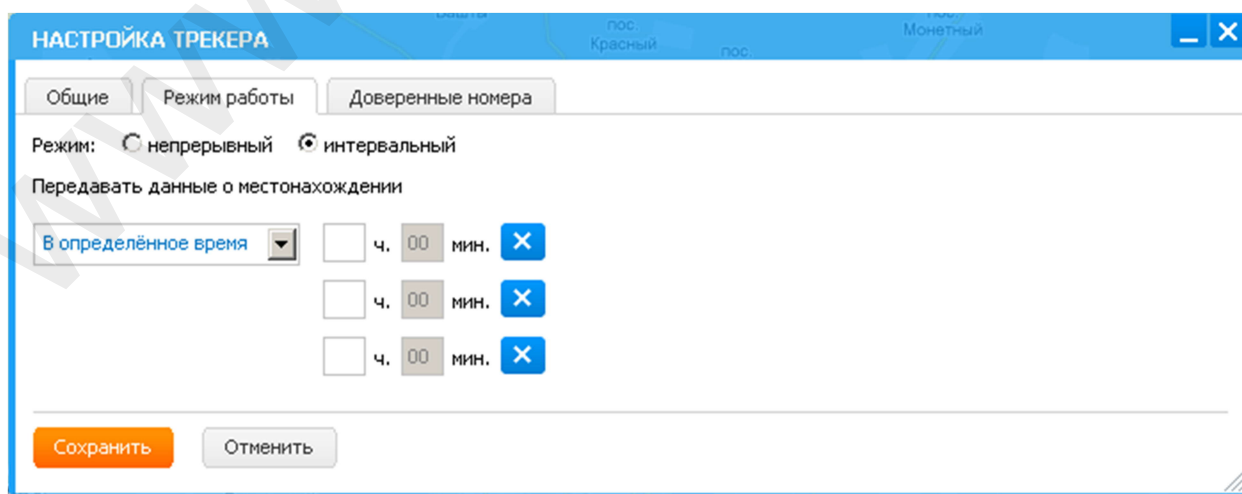 НАСТРОЙКА ТРЕКЕРА
пос.
Красный
пос.
Монетный
Общие Режим работы Доверенные номера
Режим: непрерывный интервальный
Передавать данные о местонахождении
В определённое время ч. 00 мин.
ч. 00 мин.
ч. 00 мин.
Сохранить Отменить